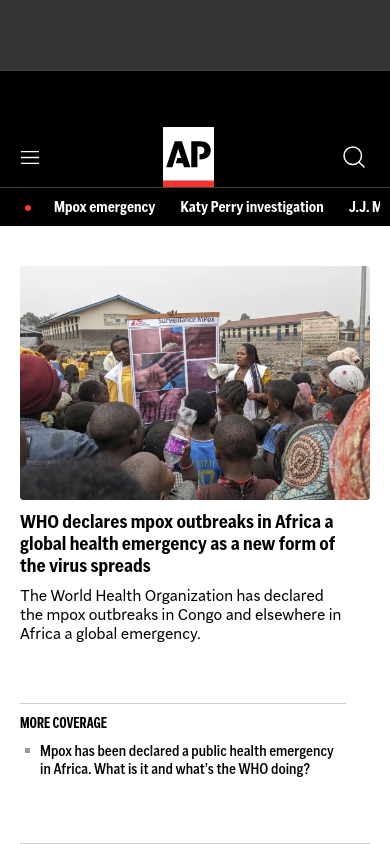 AP
Mpox emergency
Katy Perry investigation
J.J. M
Surveillance Mpox
WHO declares mpox outbreaks in Africa a
global health emergency as a new form of
the virus spreads
The World Health Organization has declared
the mpox outbreaks in Congo and elsewhere in
Africa a global emergency.
MORE COVERAGE
Mpox has been declared a public health emergency
in Africa. What is it and what's the WHO doing?